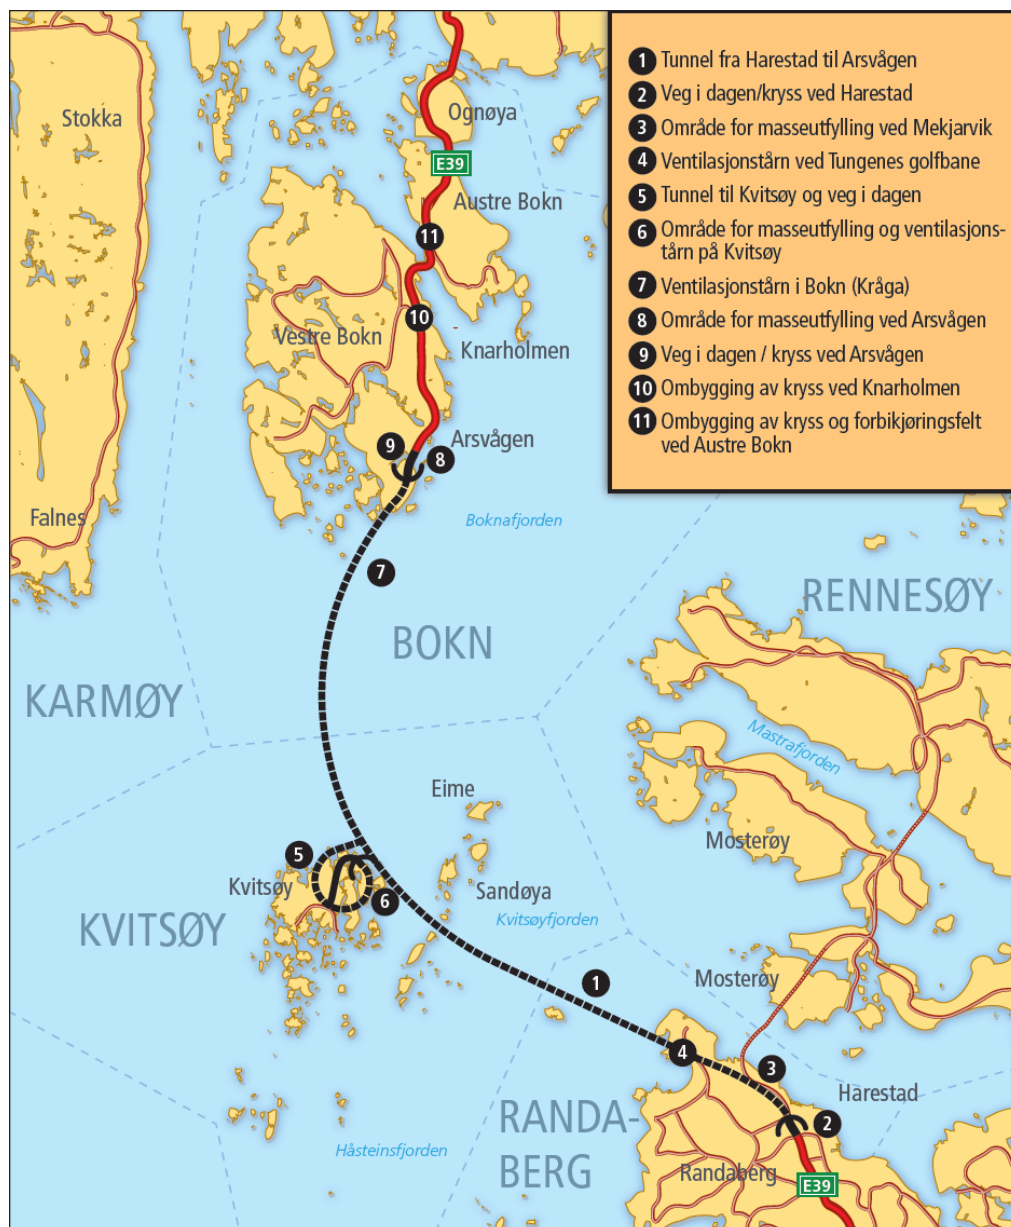 1 Tunnel fra Harestad til Arsvågen
2 Veg i dagen/kryss ved Harestad
3 Område for masseutfylling ved Mekjarvik
4 Ventilasjonstårn ved Tungenes golfbane
5 Tunnel til Kvitsøy og veg i dagen
6 Område for masseutfylling og ventilasjons-
tårn på Kvitsøy
7 Ventilasjonstårn i Bokn (Kråga)
8 Område for masseutfylling ved Arsvågen
9 Veg i dagen / kryss ved Arsvågen
10 Ombygging av kryss ved Knarholmen
11 Ombygging av kryss og forbikjøringsfelt
ved Austre Bokn
Stokka
Ognøya
E39
Austre Bokn
11
10
Vestre Bokn
Knarholmen
Arsvågen
9
8
Falnes
Boknafjorden
7
RENNESØY
BOKN
KARMØY
Mastrafjorden
Eime
Mosterøy
5
Kvitsøy
Sandøya
6
Kvitsøyfjorden
KVITSØY
Mosterøy
1
4
3
Harestad
RANDA-
BERG
2
Håsteinsfjorden
Randaberg
E39